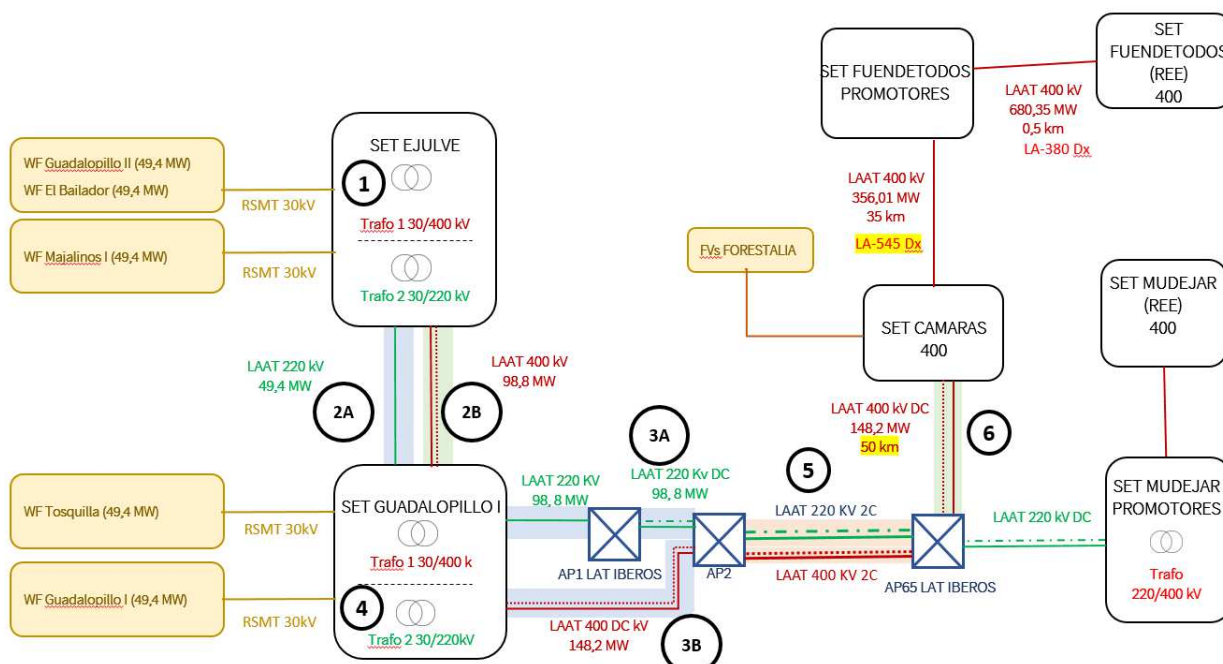 SET FUENDETODOS
PROMOTORES
SET
FUENDETODOS
(REE)
400
LAAT 400 kV
680,35 MW
0,5 km
LA-380 Dx
SET EJULVE
1
Trafo 1 30/400 kV
Trafo 2 30/220 kV
WF Guadalopillo II (49,4 MW)
WF El Bailador (49,4 MW)
RSMT 30kV
WF Majalinos I (49,4 MW)
RSMT 30kV
LAAT 400 kV
356,01 MW
35 km
LA-545 Dx
FVs FORESTALIA
SET CAMARAS
400
SET MUDEJAR
(REE)
400
LAAT 220 kV
49,4 MW
2A
2B
LAAT 400 kV
98,8 MW
LAAT 400 kV DC
148,2 MW
50 km
6
3A
5
WF Tosquilla (49,4 MW)
RSMT 30kV
SET GUADALOPILLO I
Trafo 1 30/400 k
4
Trafo 2 30/220kV
WF Guadalopillo I (49,4 MW)
RSMT 30kV
LAAT 220 KV
98, 8 MW
LAAT 220 Kv DC
98, 8 MW
AP1 LAT IBEROS
AP2
LAAT 220 KV 2C
LAAT 400 KV 2C
AP65 LAT IBEROS
LAAT 220 kV DC
SET MUDEJAR
PROMOTORES
Trafo
220/400 kV
LAAT 400 DC kV
148,2 MW
3B